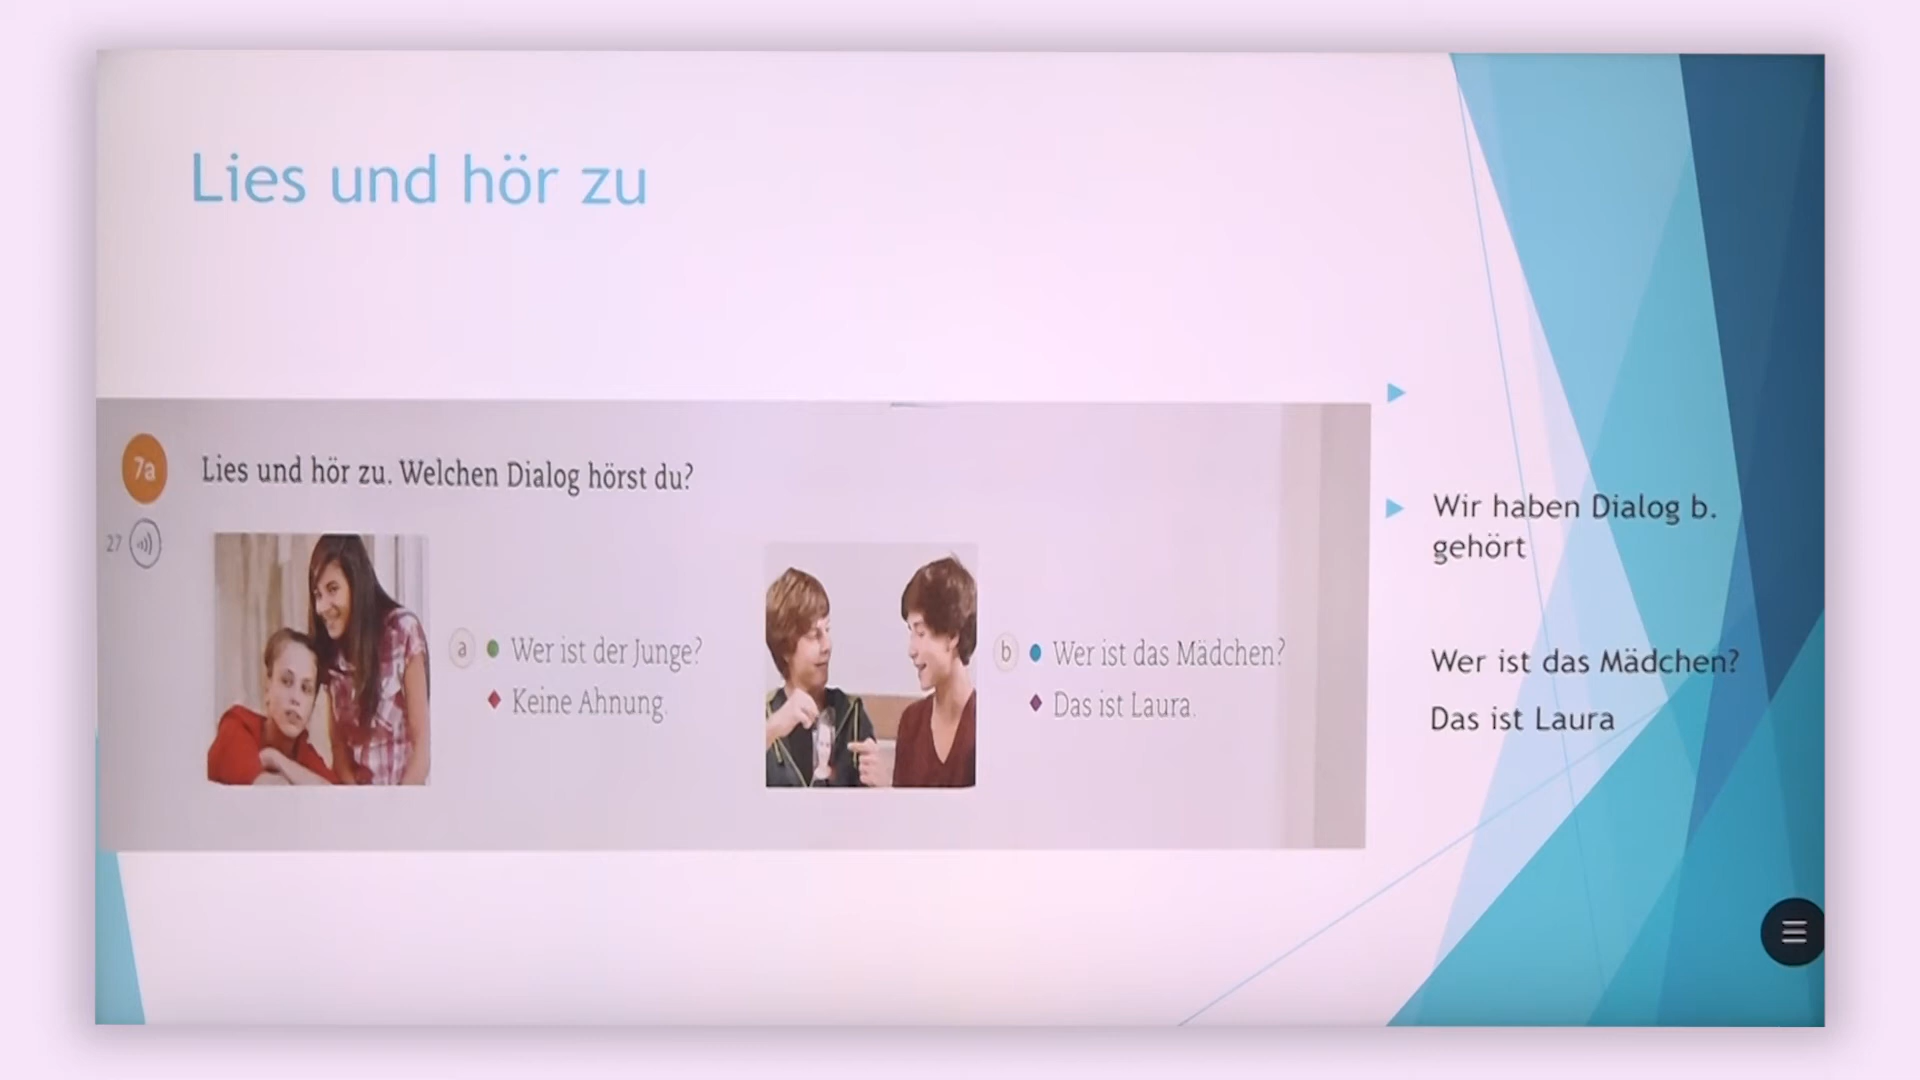 Lies und hör zu
7a
Lies und hör zu. Welchen Dialog hörst du?
27
a
Wer ist der Junge?
Keine Ahnung.
b
Wer ist das Mädchen?
Das ist Laura.
Wir haben Dialog b.
gehört
Wer ist das Mädchen?
Das ist Laura